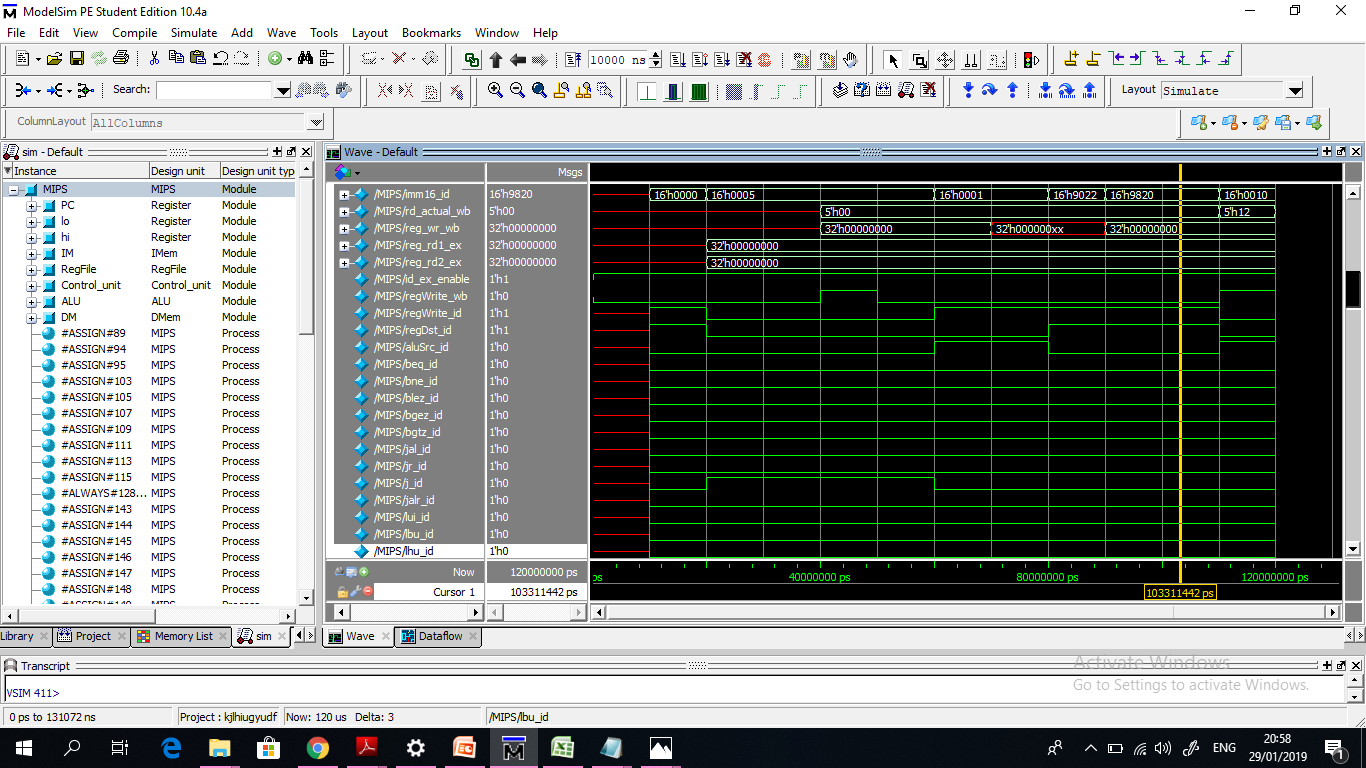 ModelSim PE Student Edition 10.4a
File Edit View Compile Simulate Add Wave Tools Layout Bookmarks Window Help
10000 ns
Search:
Layout Simulate
ColumnLayout AllColumns
sim - Default
Instance Design unit Design unit typ
MIPS MIPS Module
PC Register Module
lo Register Module
hi Register Module
IM IMem Module
RegFile RegFile Module
Control_unit Control_unit Module
ALU ALU Module
DM DMem Module
#ASSIGN#89 MIPS Process
#ASSIGN#94 MIPS Process
#ASSIGN#95 MIPS Process
#ASSIGN#103 MIPS Process
#ASSIGN#105 MIPS Process
#ASSIGN#107 MIPS Process
#ASSIGN#109 MIPS Process
#ASSIGN#111 MIPS Process
#ASSIGN#113 MIPS Process
#ASSIGN#115 MIPS Process
#ALWAYS#128... MIPS Process
#ASSIGN#143 MIPS Process
#ASSIGN#144 MIPS Process
#ASSIGN#145 MIPS Process
#ASSIGN#146 MIPS Process
#ASSIGN#147 MIPS Process
#ASSIGN#148 MIPS Process
#ASSIGN#149 MIPS Process
Library Project Memory List sim
Wave - Default
Msgs
/MIPS/imm16_id 16'h9820 16'h0000 16'h0005 16'h0001 16'h9022 16'h9820 16'h0010
/MIPS/rd_actual_wb 5'h00 5'h00 5'h12
/MIPS/reg_wr_wb 32'h00000000 32'h00000000 32'h000000xx 32'h00000000
/MIPS/reg_rd1_ex 32'h00000000 32'h00000000
/MIPS/reg_rd2_ex 32'h00000000 32'h00000000
/MIPS/id_ex_enable 1'h1
/MIPS/regWrite_wb 1'h0
/MIPS/regWrite_id 1'h1
/MIPS/regDst_id 1'h1
/MIPS/aluSrc_id 1'h0
/MIPS/beq_id 1'h0
/MIPS/bne_id 1'h0
/MIPS/blez_id 1'h0
/MIPS/bgez_id 1'h0
/MIPS/bgtz_id 1'h0
/MIPS/jal_id 1'h0
/MIPS/jr_id 1'h0
/MIPS/j_id 1'h0
/MIPS/jalr_id 1'h0
/MIPS/lui_id 1'h0
/MIPS/lbu_id 1'h0
/MIPS/lhu_id 1'h0
Now 120000000 ps ps 40000000 ps 80000000 ps 120000000 ps
Cursor 1 103311442 ps 103311442 ps
Wave Dataflow
Transcript
VSIM 411>
Activate Windows
Go to Settings to activate Windows.
0 ps to 131072 ns Project : kjlhiugyudf Now: 120 us Delta: 3 /MIPS/lbu_id
ENG 20:58
29/01/2019
1